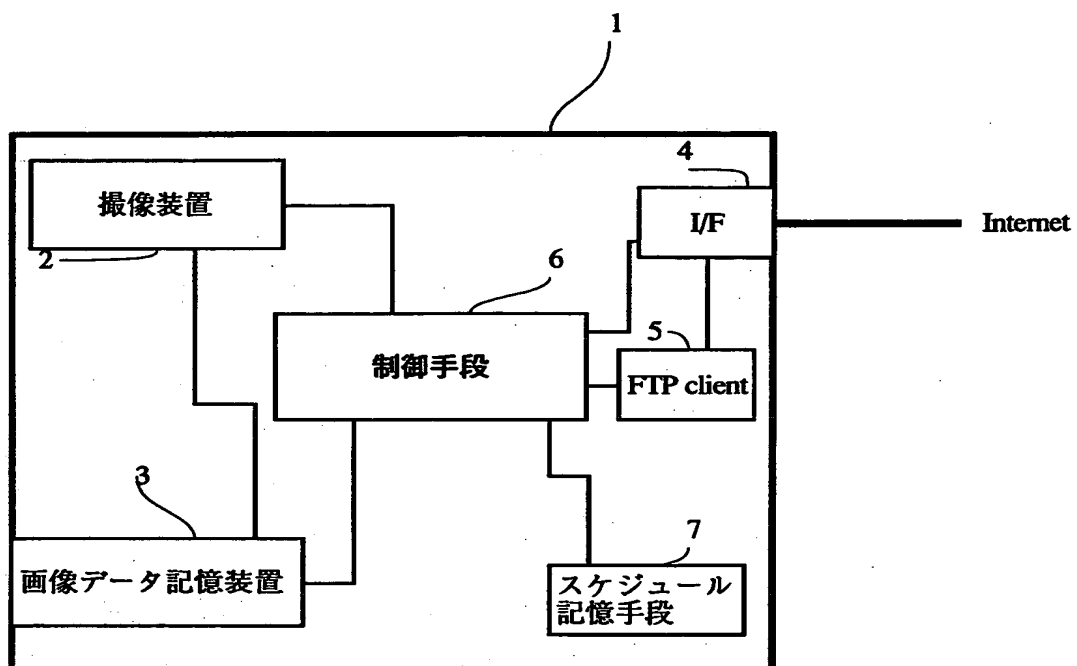 1
撮像装置
2
4
I/F
Internet
6
制御手段
5
FTP client
3
画像データ記憶装置
7
スケジュール
記憶手段